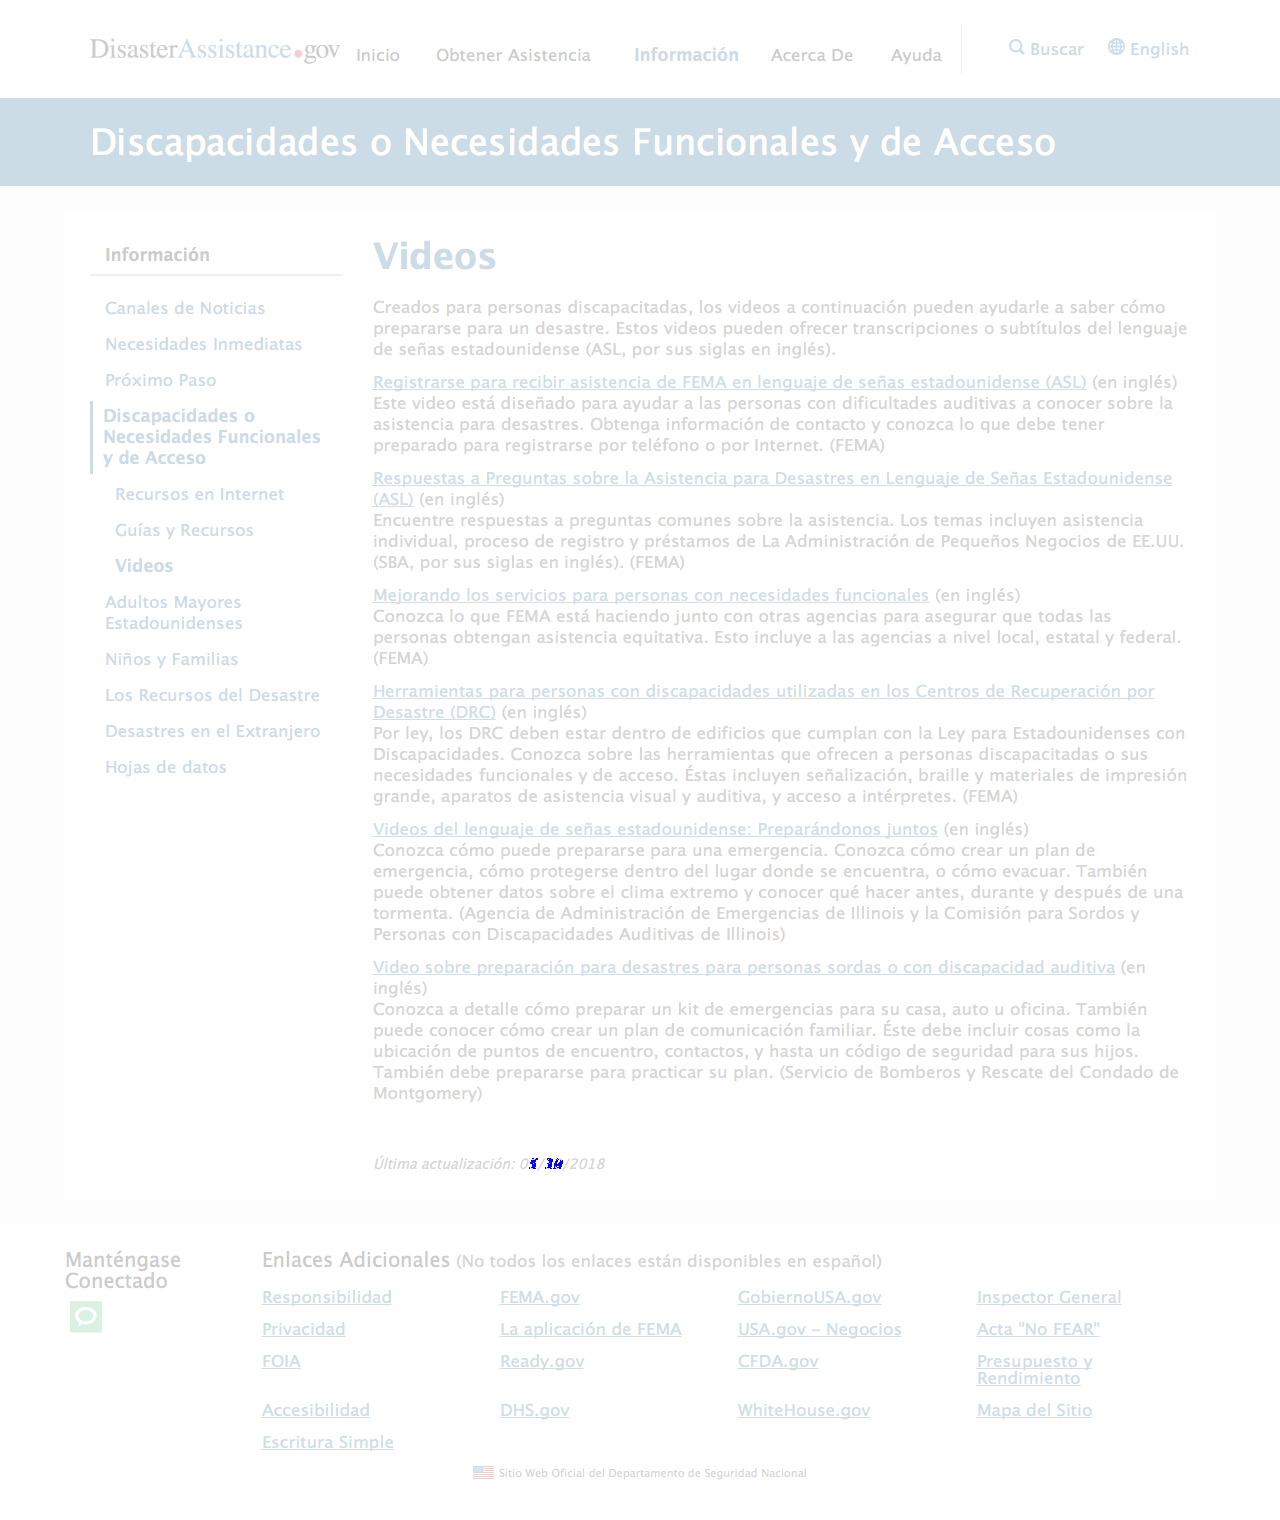 DisasterAssistance.gov Inicio Obtener Asistencia Información Acerca De Ayuda Buscar English
Discapacidades o Necesidades Funcionales y de Acceso
Información
Canales de Noticias
Necesidades Inmediatas
Próximo Paso
Discapacidades o
Necesidades Funcionales
y de Acceso
Recursos en Internet
Guías y Recursos
Videos
Adultos Mayores
Estadounidenses
Niños y Familias
Los Recursos del Desastre
Desastres en el Extranjero
Hojas de datos
Videos
Creados para personas discapacitadas, los videos a continuación pueden ayudarle a saber cómo
prepararse para un desastre. Estos videos pueden ofrecer transcripciones o subtítulos del lenguaje
de señas estadounidense (ASL, por sus siglas en inglés).
Registrarse para recibir asistencia de FEMA en lenguaje de señas estadounidense (ASL) (en inglés)
Este video está diseñado para ayudar a las personas con dificultades auditivas a conocer sobre la
asistencia para desastres. Obtenga información de contacto y conozca lo que debe tener
preparado para registrarse por teléfono o por Internet. (FEMA)
Respuestas a Preguntas sobre la Asistencia para Desastres en Lenguaje de Señas Estadounidense
(ASL) (en inglés)
Encuentre respuestas a preguntas comunes sobre la asistencia. Los temas incluyen asistencia
individual, proceso de registro y préstamos de La Administración de Pequeños Negocios de EE.UU.
(SBA, por sus siglas en inglés). (FEMA)
Mejorando los servicios para personas con necesidades funcionales (en inglés)
Conozca lo que FEMA está haciendo junto con otras agencias para asegurar que todas las
personas obtengan asistencia equitativa. Esto incluye a las agencias a nivel local, estatal y federal.
(FEMA)
Herramientas para personas con discapacidades utilizadas en los Centros de Recuperación por
Desastre (DRC) (en inglés)
Por ley, los DRC deben estar dentro de edificios que cumplan con la Ley para Estadounidenses con
Discapacidades. Conozca sobre las herramientas que ofrecen a personas discapacitadas o sus
necesidades funcionales y de acceso. Éstas incluyen señalización, braille y materiales de impresión
grande, aparatos de asistencia visual y auditiva, y acceso a intérpretes. (FEMA)
Videos del lenguaje de señas estadounidense: Preparándonos juntos (en inglés)
Conozca cómo puede prepararse para una emergencia. Conozca cómo crear un plan de
emergencia, cómo protegerse dentro del lugar donde se encuentra, o cómo evacuar. También
puede obtener datos sobre el clima extremo y conocer qué hacer antes, durante y después de una
tormenta. (Agencia de Administración de Emergencias de Illinois y la Comisión para Sordos y
Personas con Discapacidades Auditivas de Illinois)
Video sobre preparación para desastres para personas sordas o con discapacidad auditiva (en
inglés)
Conozca a detalle cómo preparar un kit de emergencias para su casa, auto u oficina. También
puede conocer cómo crear un plan de comunicación familiar. Éste debe incluir cosas como la
ubicación de puntos de encuentro, contactos, y hasta un código de seguridad para sus hijos.
También debe prepararse para practicar su plan. (Servicio de Bomberos y Rescate del Condado de
Montgomery)
Última actualización:
Manténgase
Conectado
Enlaces Adicionales (No todos los enlaces están disponibles en español)
Responsibilidad FEMA.gov GobiernoUSA.gov Inspector General
Privacidad La aplicación de FEMA USA.gov – Negocios Acta "No FEAR"
FOIA Ready.gov CFDA.gov Presupuesto y
Rendimiento
Accesibilidad DHS.gov WhiteHouse.gov Mapa del Sitio
Escritura Simple
Sitio Web Oficial del Departamento de Seguridad Nacional